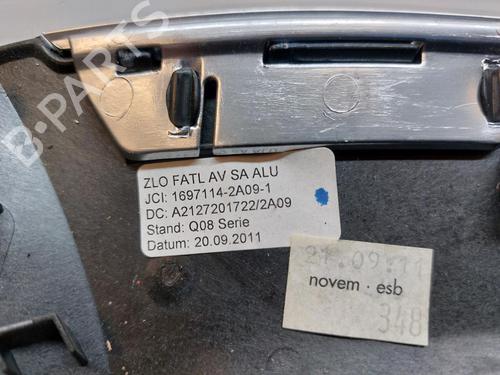 B-PARTS
ZLO FATL AV SA ALU
JCI: 1697114-2A09-1
DC: A2127201722/2A09
Stand: Q08 Serie
Datum: 20.09.2011
21.09.11
novem · esb
348